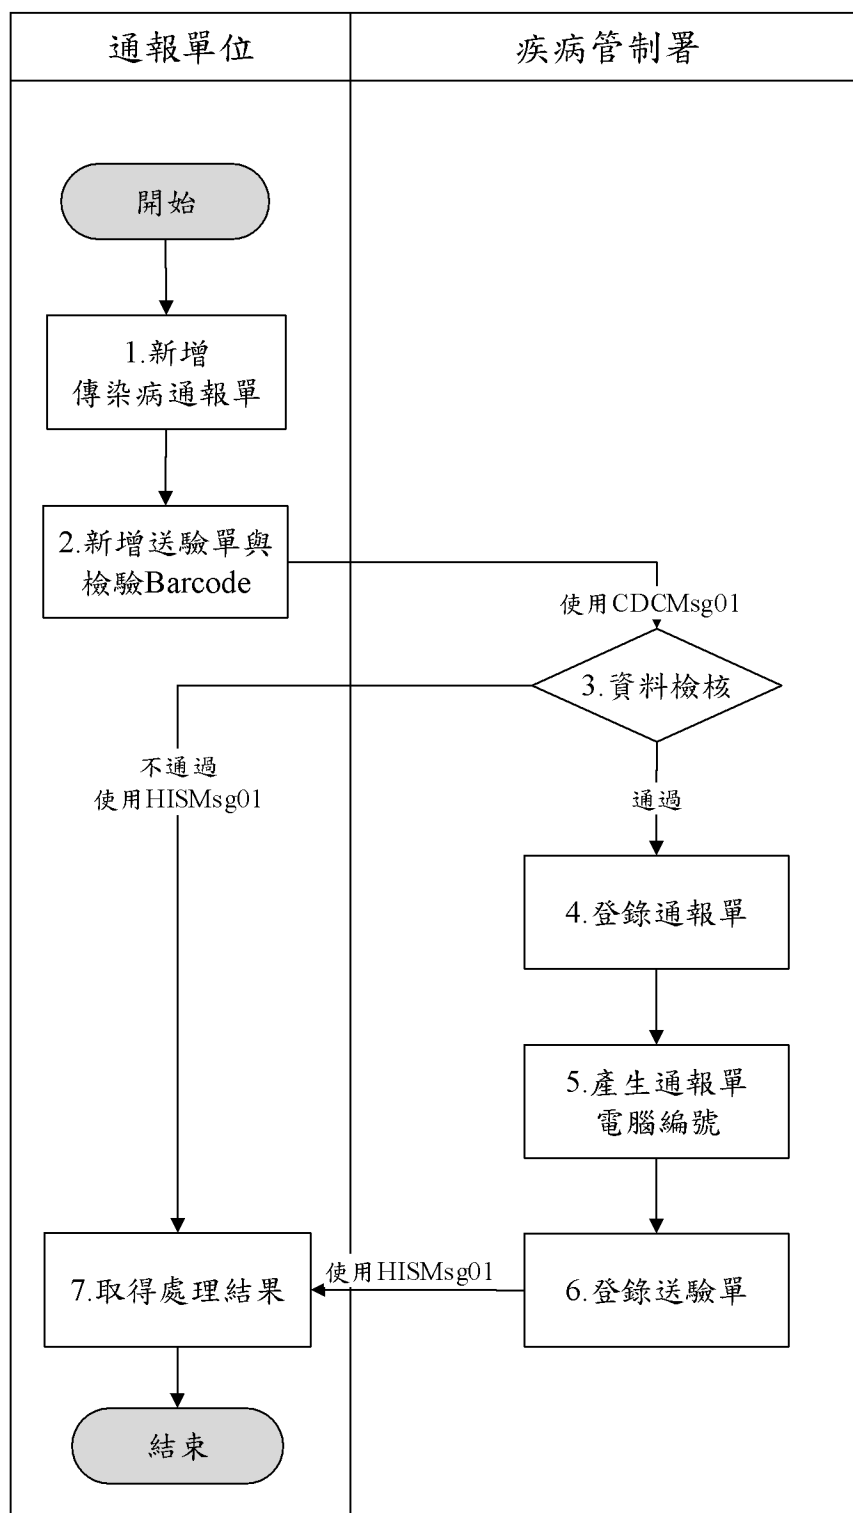 通報單位
疾病管制署
開始
1.新增
傳染病通報單
2.新增送驗單與
檢驗Barcode
使用CDCMsg01
3.資料檢核
不通過
使用HISMsg01
通過
4.登錄通報單
5.產生通報單
電腦編號
使用HISMsg01
7.取得處理結果
6.登錄送驗單
結束